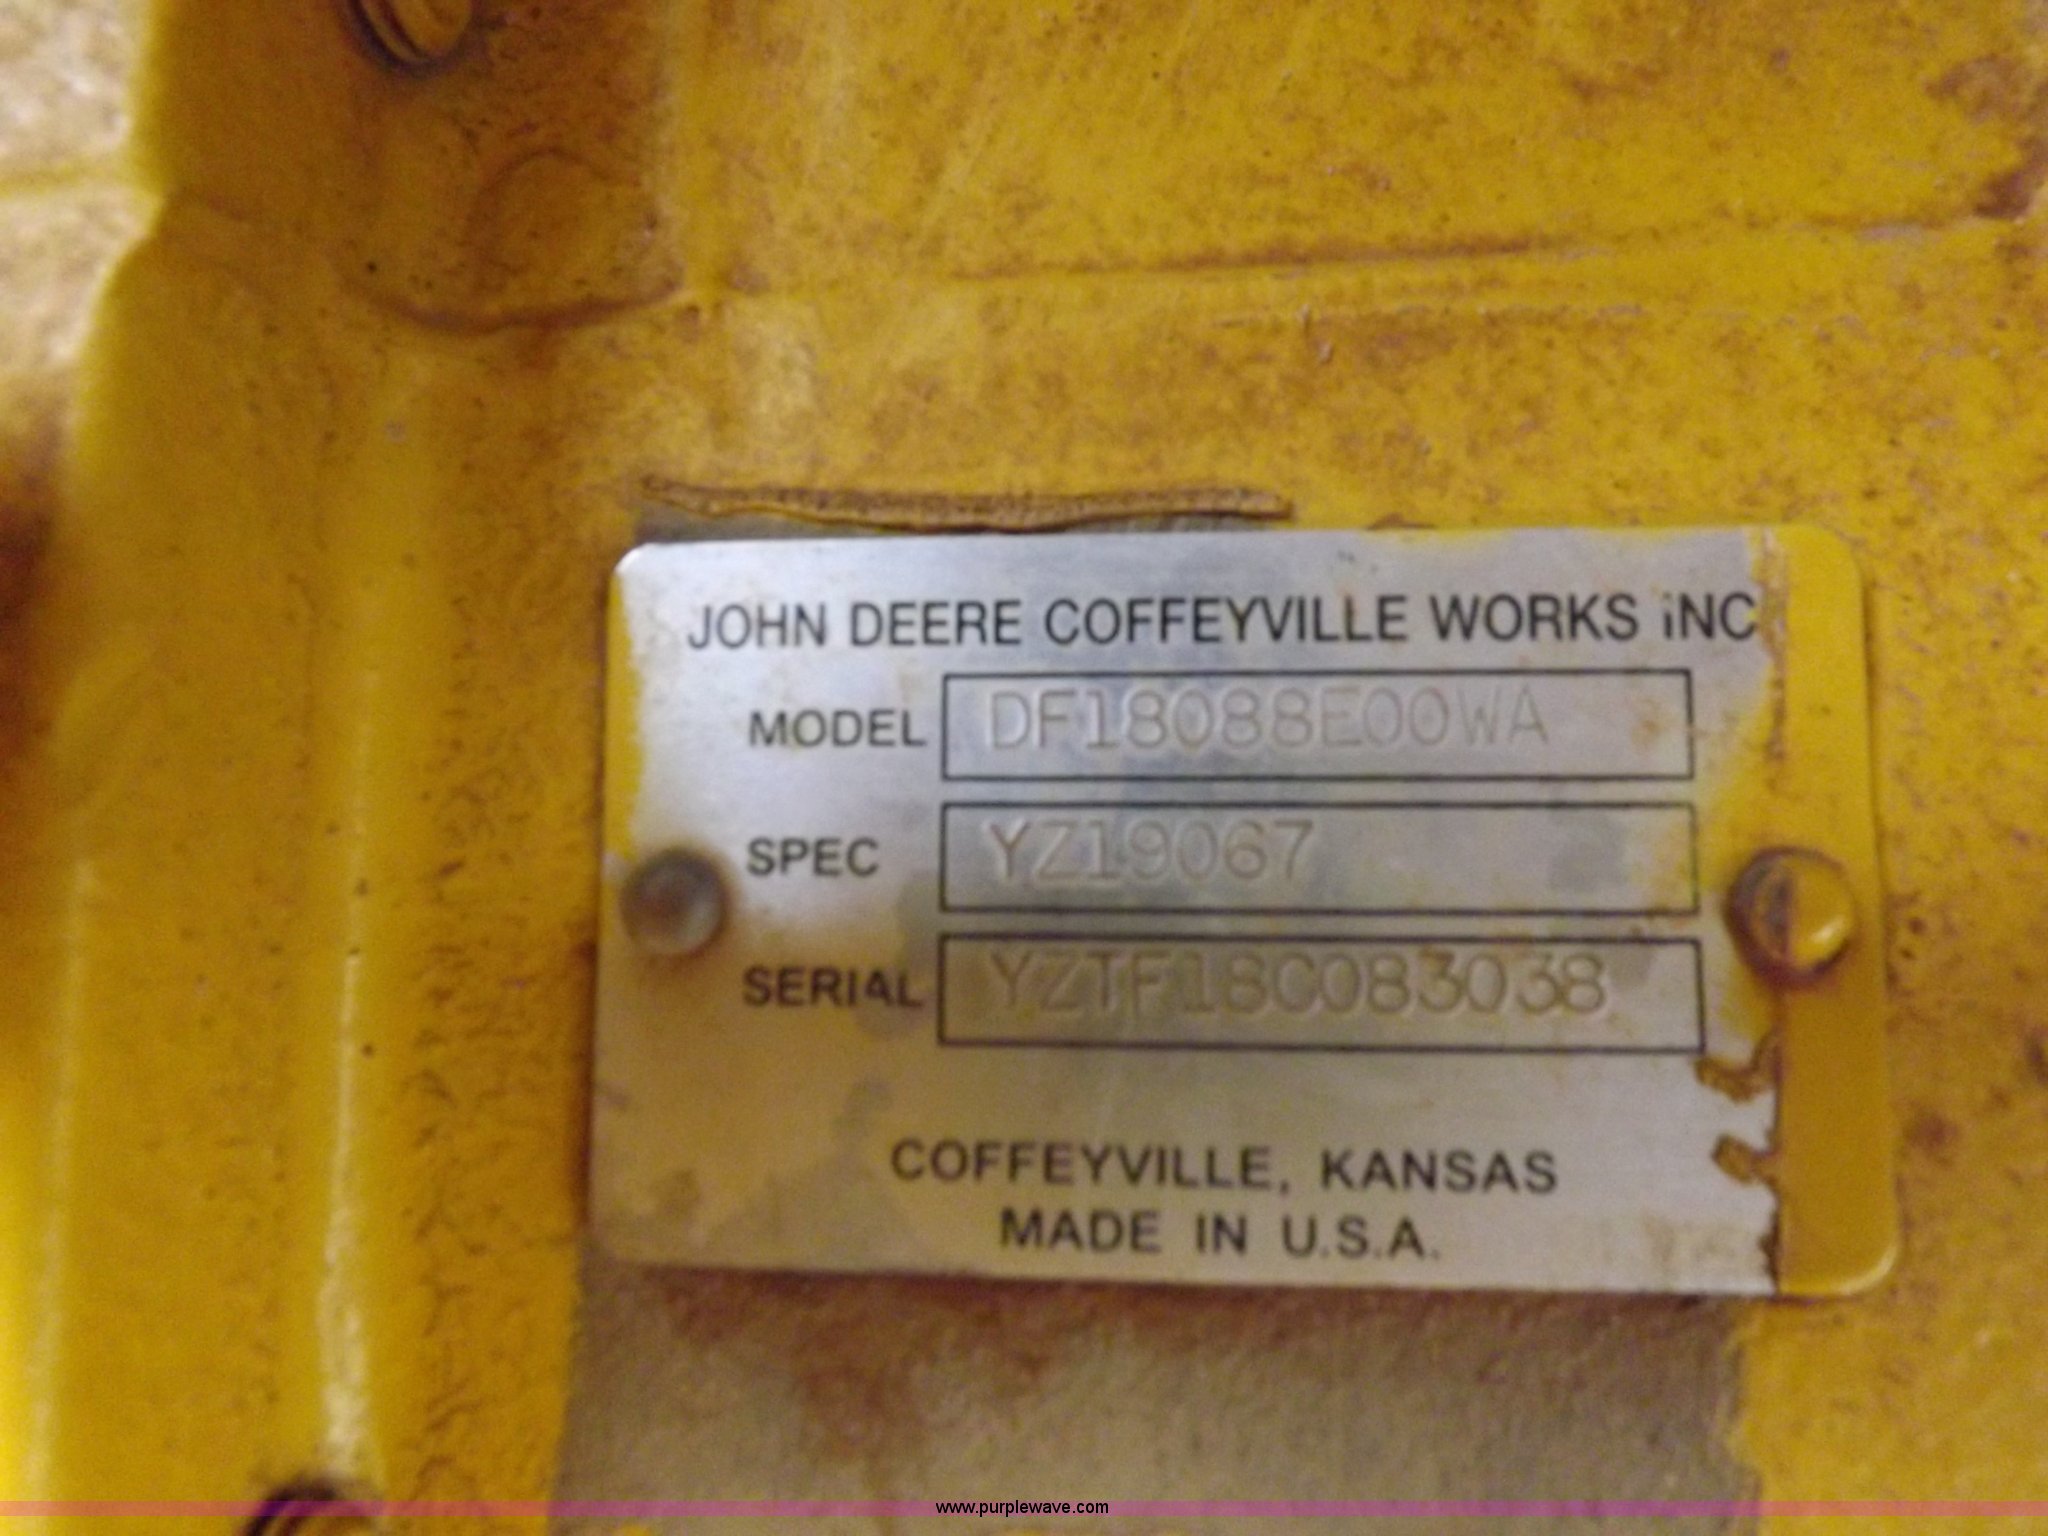 JOHN DEERE COFFEYVILLE WORKS iNC
MODEL DF18088E00WA
SPEC YZ19067
SERIAL YZTF18C083038
COFFEYVILLE, KANSAS
MADE IN U.S.A.
www.purplewave.com